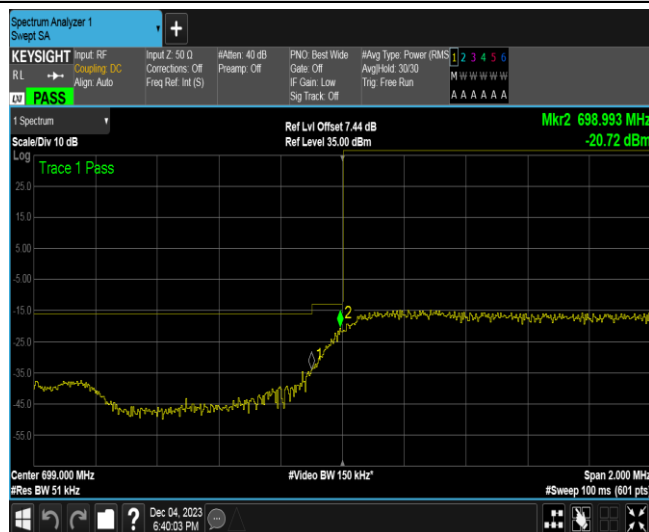 Spectrum Analyzer 1
Swept SA
+
KEYSIGHT
RL
LXI PASS
Input: RF
Coupling: DC
Align: Auto
Input Z: 50 Ω
Corrections: Off
Freq Ref: Int (S)
#Atten: 40 dB
Preamp: Off
PNO: Best Wide
Gate: Off
IF Gain: Low
Sig Track: Off
#Avg Type: Power (RMS
Avg|Hold: 30/30
Trig: Free Run
1 2 3 4 5 6
M W W W W W
A A A A A A
1 Spectrum
Scale/Div 10 dB
Ref Lvl Offset 7.44 dB
Ref Level 35.00 dBm
Mkr2 698.993 MHz
-20.72 dBm
Log
Trace 1 Pass
25.0
15.0
5.00
-5.00
-15.0
2
-25.0
1
-35.0
-45.0
-55.0
Center 699.000 MHz
#Res BW 51 kHz
#Video BW 150 kHz*
Span 2.000 MHz
#Sweep 100 ms (601 pts)
?
Dec 04, 2023
6:40:03 PM